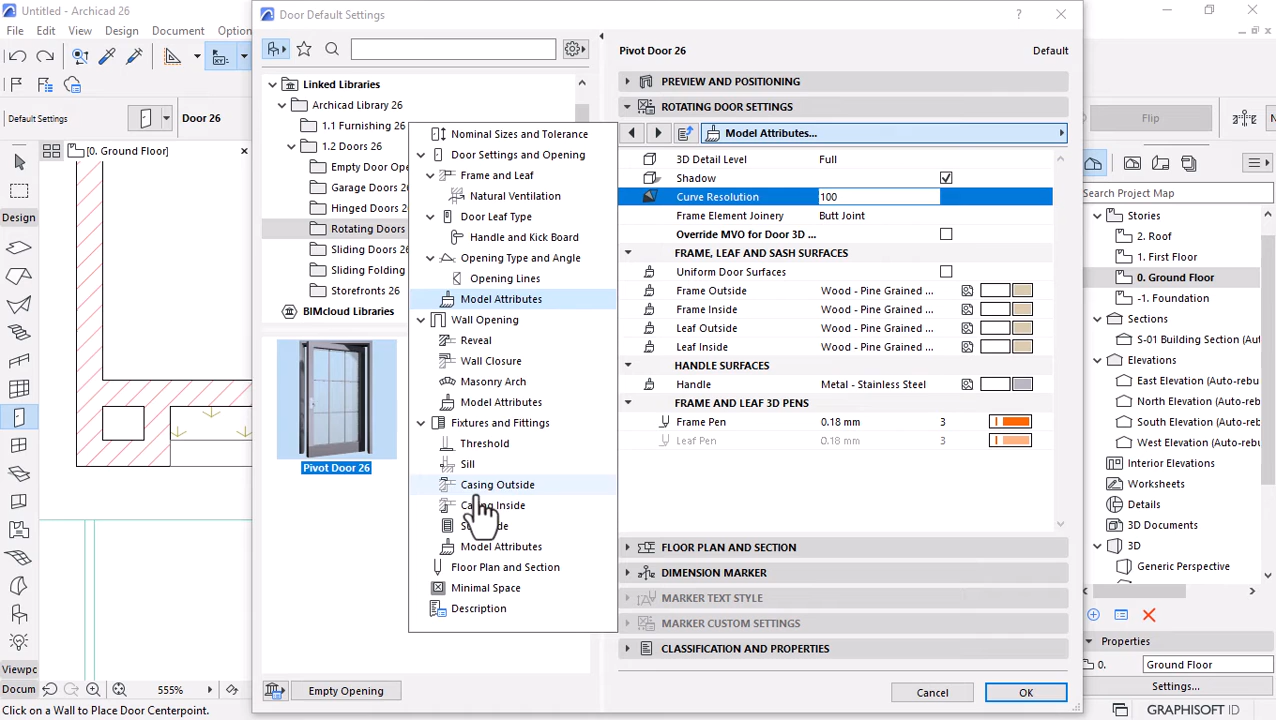 Untitled - Archicad 26
File Edit View Design Document
Default Settings
Door 26
[0. Ground Floor]
Design
Viewpc
Docum
555%
Click on a Wall to Place Door Centerpoint.
Door Default Settings
Linked Libraries
Archicad Library 26
1.1 Furnishing 26
1.2 Doors 26
Garage Doors 26
Hinged Doors 26
Rotating Doors
Sliding Doors 26
Sliding Folding
Storefronts 26
BIMcloud Libraries
Pivot Door 26
Empty Opening
Nominal Sizes and Tolerance
Door Settings and Opening
Frame and Leaf
Natural Ventilation
Door Leaf Type
Handle and Kick Board
Opening Type and Angle
Opening Lines
Model Attributes
Wall Opening
Reveal
Wall Closure
Masonry Arch
Model Attributes
Fixtures and Fittings
Threshold
Sill
Casing Outside
Inside
Model Attributes
Floor Plan and Section
Minimal Space
Description
Pivot Door 26 Default
PREVIEW AND POSITIONING
ROTATING DOOR SETTINGS
Model Attributes...
3D Detail Level Full
Shadow
Curve Resolution 100
Frame Element Joinery Butt Joint
Override MVO for Door 3D ...
FRAME, LEAF AND SASH SURFACES
Uniform Door Surfaces
Frame Outside Wood - Pine Grained ...
Frame Inside Wood - Pine Grained ...
Leaf Outside Wood - Pine Grained ...
Leaf Inside Wood - Pine Grained ...
HANDLE SURFACES
Handle Metal - Stainless Steel
FRAME AND LEAF 3D PENS
Frame Pen 0.18 mm 3
Leaf Pen 0.18 mm 3
FLOOR PLAN AND SECTION
DIMENSION MARKER
MARKER TEXT STYLE
MARKER CUSTOM SETTINGS
CLASSIFICATION AND PROPERTIES
Cancel OK
Flip
Search Project Map
Stories
2. Roof
1. First Floor
0. Ground Floor
-1. Foundation
Sections
S-01 Building Section (Auto-
Elevations
East Elevation (Auto-rebu
North Elevation (Auto-reb
South Elevation (Auto-reb
West Elevation (Auto-rebu
Interior Elevations
Worksheets
Details
3D Documents
3D
Generic Perspective
Properties
0. Ground Floor
Settings...
GRAPHISOFT ID